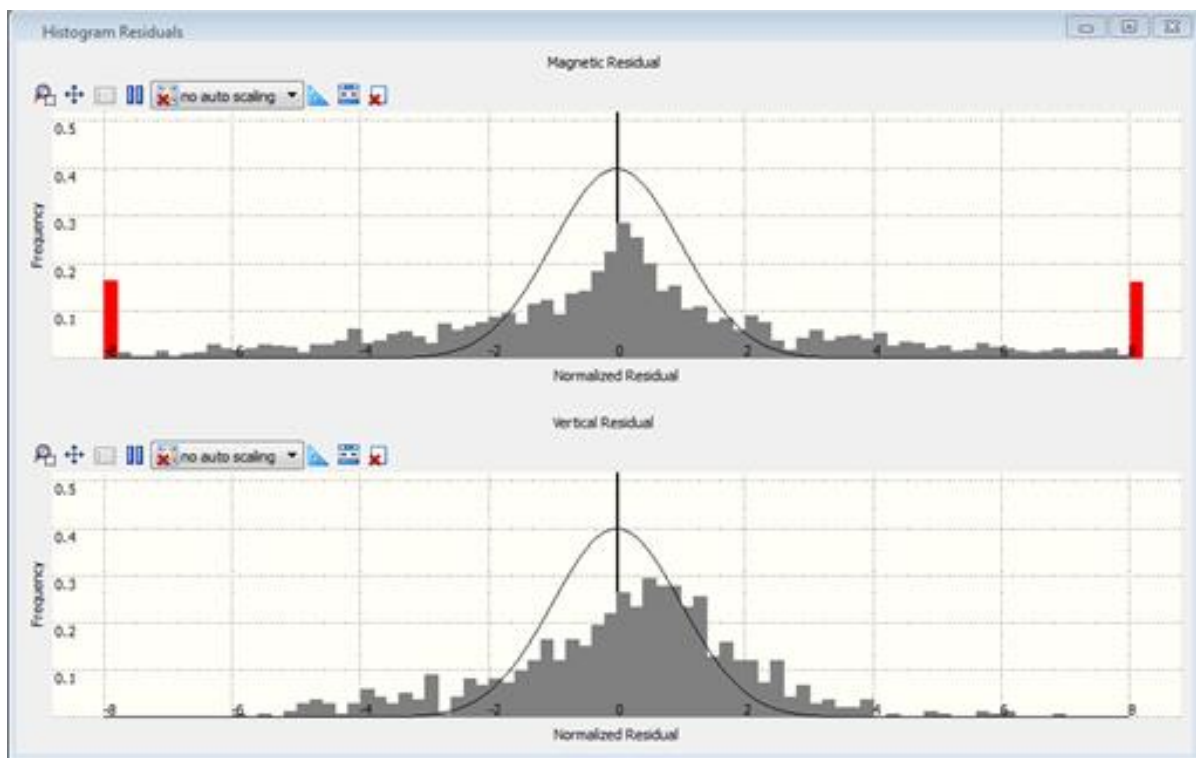 Histogram Residuals
Magnetic Residual
no auto scaling
0.5
0.4
0.3
0.2
0.1
Frequency
-8 -6 -4 -2 0 2 4 6 8
Normalized Residual
Vertical Residual
no auto scaling
0.5
0.4
0.3
0.2
0.1
Frequency
-8 -6 -4 -2 0 2 4 6 8
Normalized Residual